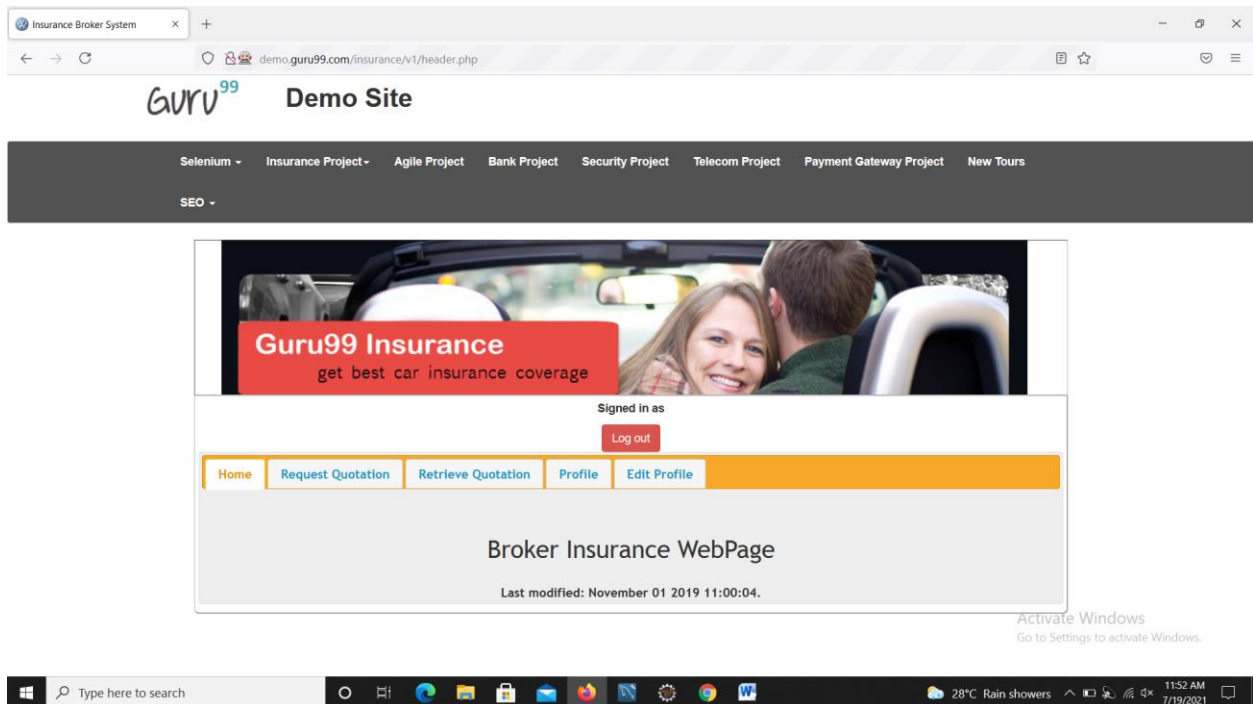 Insurance Broker System
demo.guru99.com/insurance/v1/header.php
Guru99 Demo Site
Selenium Insurance Project Agile Project Bank Project Security Project Telecom Project Payment Gateway Project New Tours
SEO
Guru99 Insurance
get best car insurance coverage
Signed in as
Log out
Home Request Quotation Retrieve Quotation Profile Edit Profile
Broker Insurance WebPage
Last modified: November 01 2019 11:00:04.
Activate Windows
Go to Settings to activate Windows.
Type here to search 28°C Rain showers 11:52 AM
7/19/2021